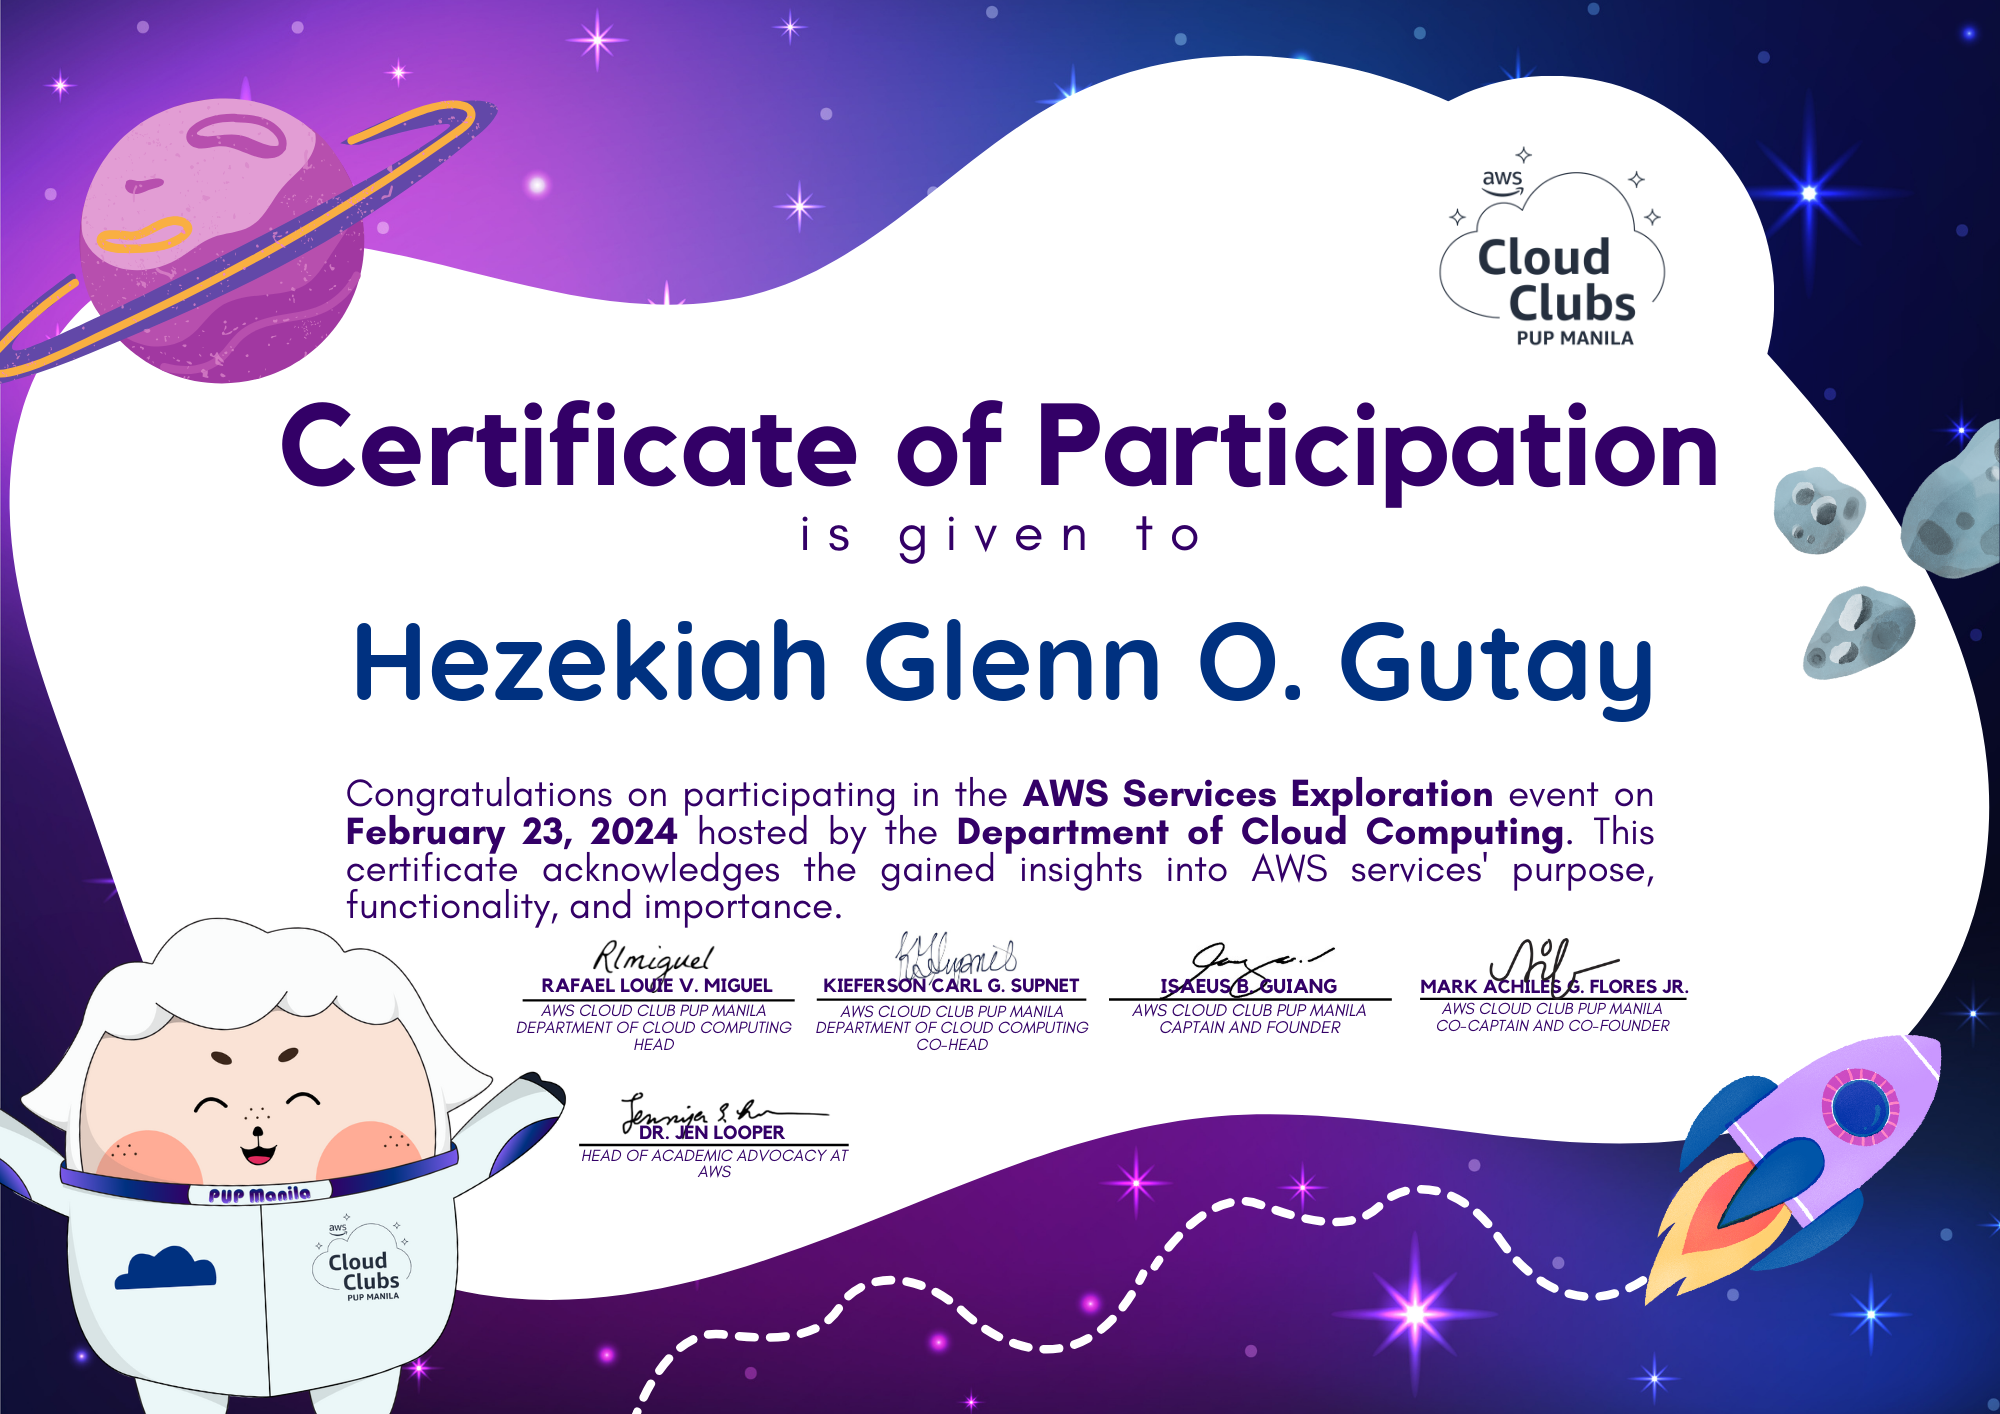 aws
Cloud
Clubs
PUP MANILA
Certificate of Participation
is given to
Hezekiah Glenn O. Gutay
Congratulations on participating in the AWS Services Exploration event on
February 23, 2024 hosted by the Department of Cloud Computing. This
certificate acknowledges the gained insights into AWS services' purpose,
functionality, and importance.
Rlmiguel
RAFAEL LOUIE V. MIGUEL
AWS CLOUD CLUB PUP MANILA
DEPARTMENT OF CLOUD COMPUTING
HEAD
KIEFERSON CARL G. SUPNET
AWS CLOUD CLUB PUP MANILA
DEPARTMENT OF CLOUD COMPUTING
CO-HEAD
ISAEUS B. GUIANG
AWS CLOUD CLUB PUP MANILA
CAPTAIN AND FOUNDER
MARK ACHILES G. FLORES JR.
AWS CLOUD CLUB PUP MANILA
CO-CAPTAIN AND CO-FOUNDER
DR. JEN LOOPER
HEAD OF ACADEMIC ADVOCACY AT
AWS
PUP Manila
aws
Cloud
Clubs
PUP MANILA